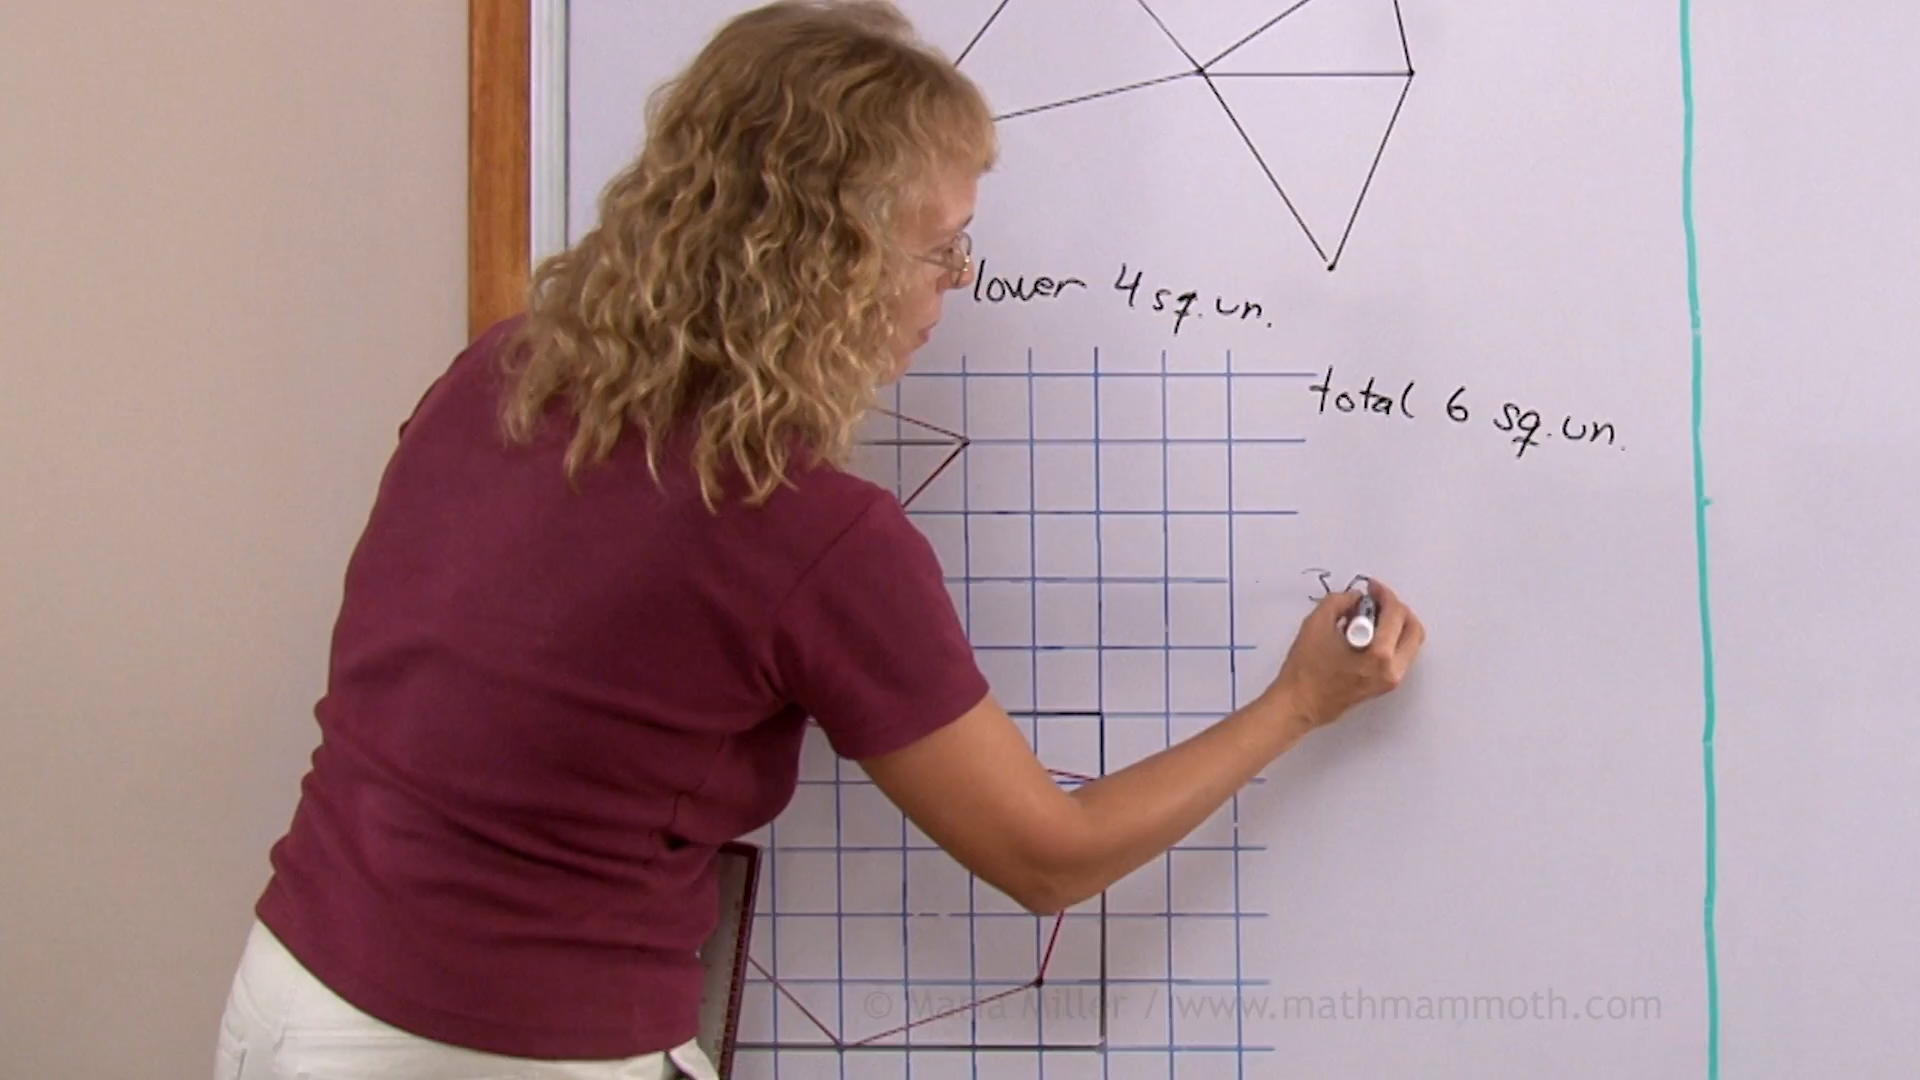 lower 4 sq. un.
total 6 sq. un.
© Maria Miller / www.mathmammoth.com